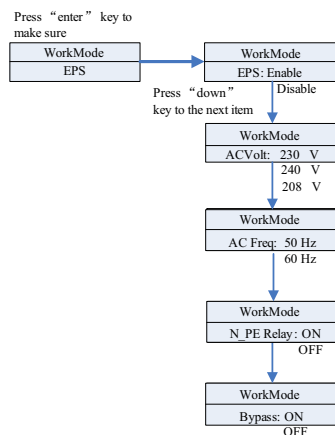 Press “enter” key to
make sure
WorkMode
EPS
WorkMode
EPS: Enable
Disable
Press “down”
key to the next item
WorkMode
ACVolt: 230 V
240 V
208 V
WorkMode
AC Freq: 50 Hz
60 Hz
WorkMode
N_PE Relay: ON
OFF
WorkMode
Bypass: ON
OFF